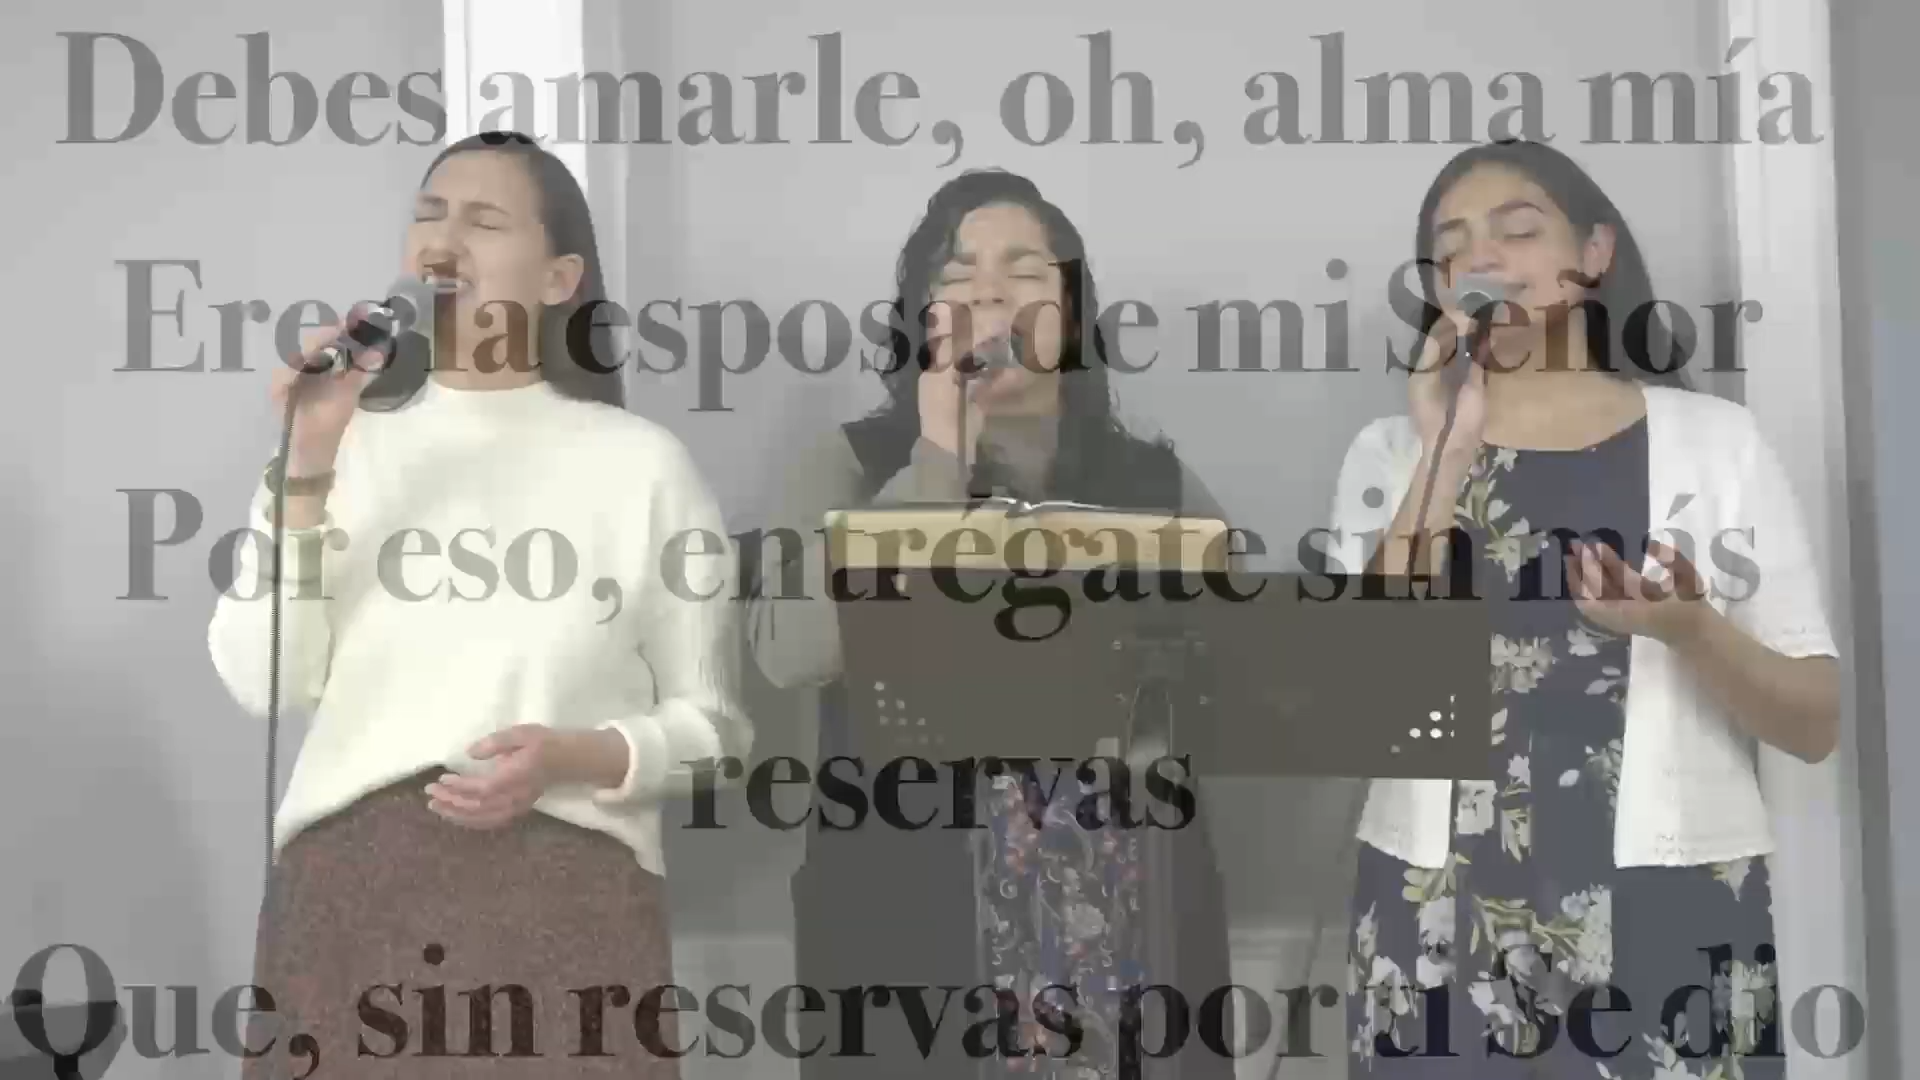 Debes amarle, oh, alma mía
Eres la esposa de mi Señor
Por eso, entrégate sin más
reservas
Que, sin reservas por ti Se dio